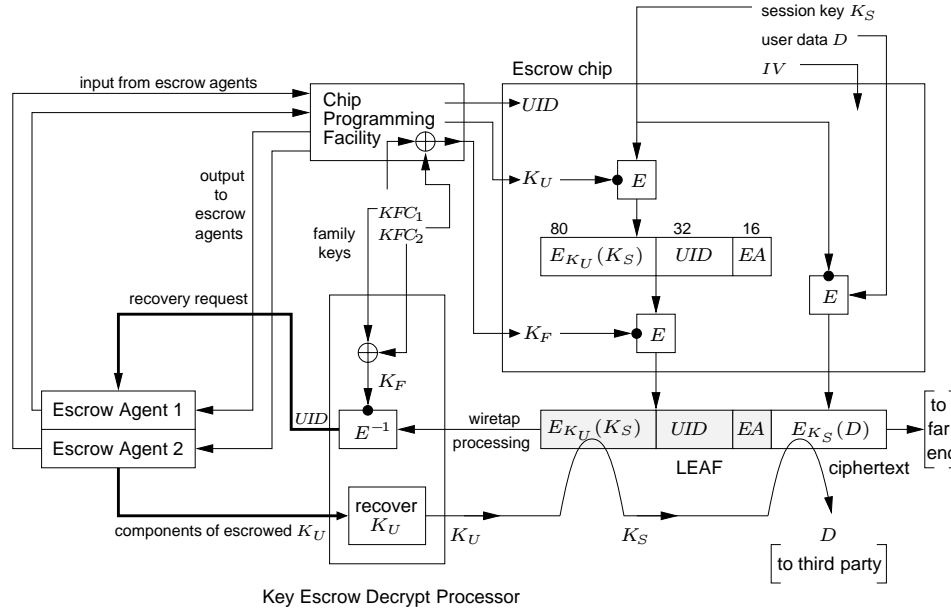 session key K_S
user data D
IV
Escrow chip
input from escrow agents
Chip
Programming
Facility
UID
K_U
E
output
to
escrow
agents
KFC_1
KFC_2
family
keys
80 32 16
E_{K_U}(K_S) UID EA
E
E
K_F
recovery request
K_F
Escrow Agent 1
Escrow Agent 2
UID
E^{-1}
wiretap
processing
E_{K_U}(K_S) UID EA E_{K_S}(D)
to
far
end
LEAF
ciphertext
recover
K_U
components of escrowed K_U
K_U
K_S
D
to third party
Key Escrow Decrypt Processor